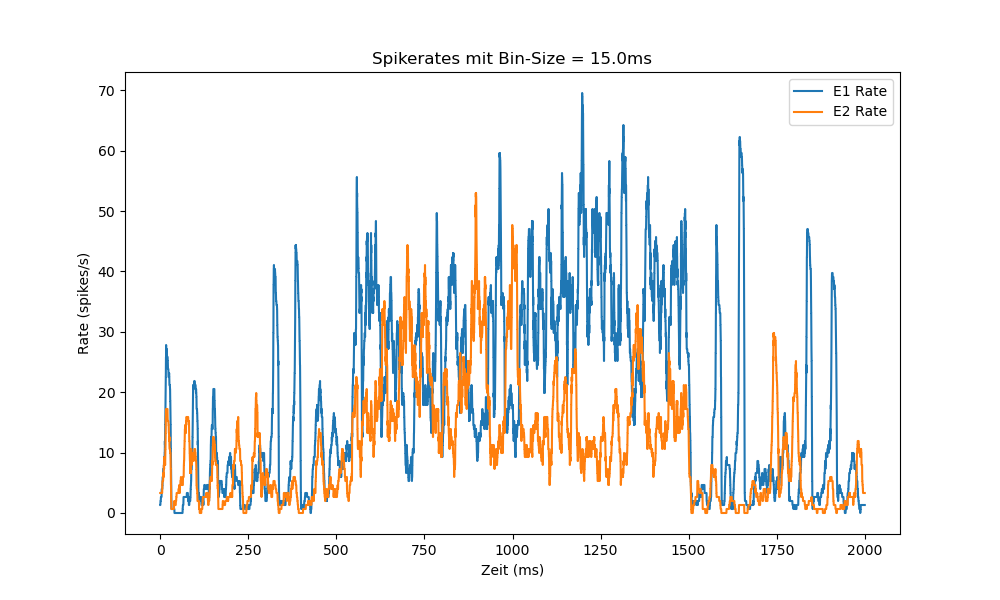 Spikerates mit Bin-Size = 15.0ms
E1 Rate
E2 Rate
70
60
50
40
30
20
10
0
Rate (spikes/s)
0 250 500 750 1000 1250 1500 1750 2000
Zeit (ms)